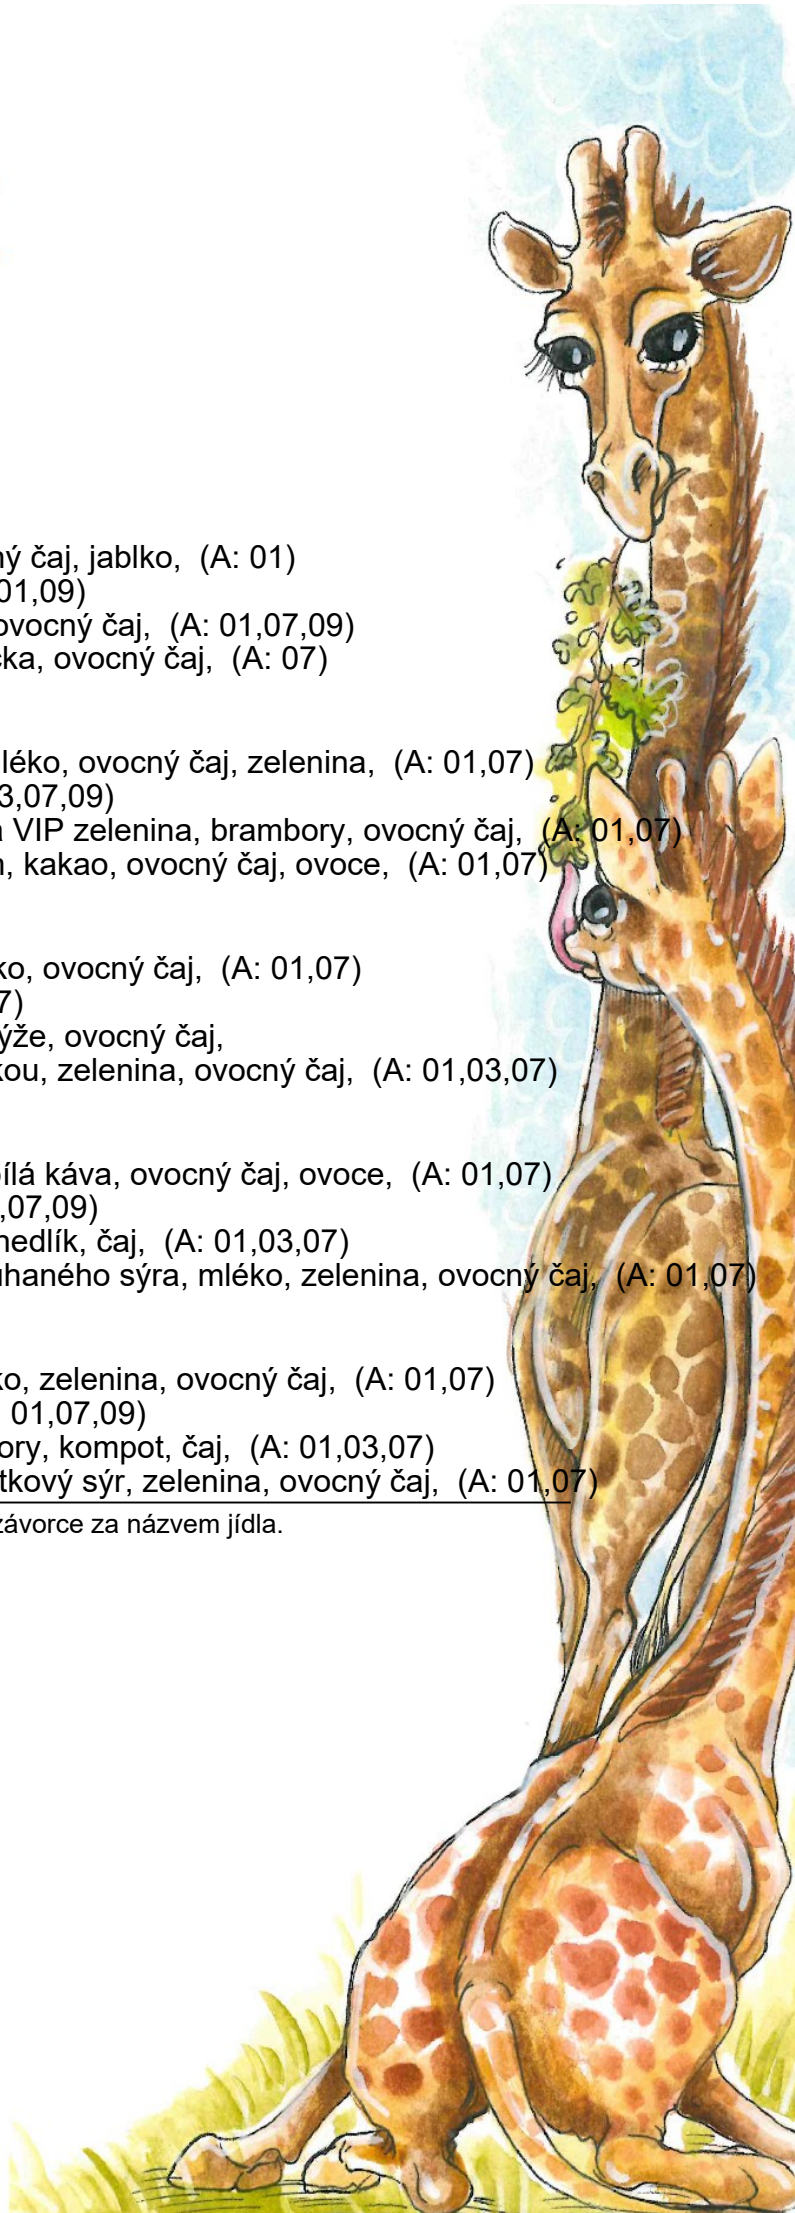 ný čaj, jablko, (A: 01)
01,09)
ovocný čaj, (A: 01,07,09)
čka, ovocný čaj, (A: 07)
léko, ovocný čaj, zelenina, (A: 01,07)
3,07,09)
a VIP zelenina, brambory, ovocný čaj, (A: 01,07)
n, kakao, ovocný čaj, ovoce, (A: 01,07)
ko, ovocný čaj, (A: 01,07)
7)
ýže, ovocný čaj,
kou, zelenina, ovocný čaj, (A: 01,03,07)
bílá káva, ovocný čaj, ovoce, (A: 01,07)
,07,09)
nedlík, čaj, (A: 01,03,07)
uhaného sýra, mléko, zelenina, ovocný čaj, (A: 01,07)
ko, zelenina, ovocný čaj, (A: 01,07)
01,07,09)
ory, kompot, čaj, (A: 01,03,07)
tkový sýr, zelenina, ovocný čaj, (A: 01,07)
závorce za názvem jídla.